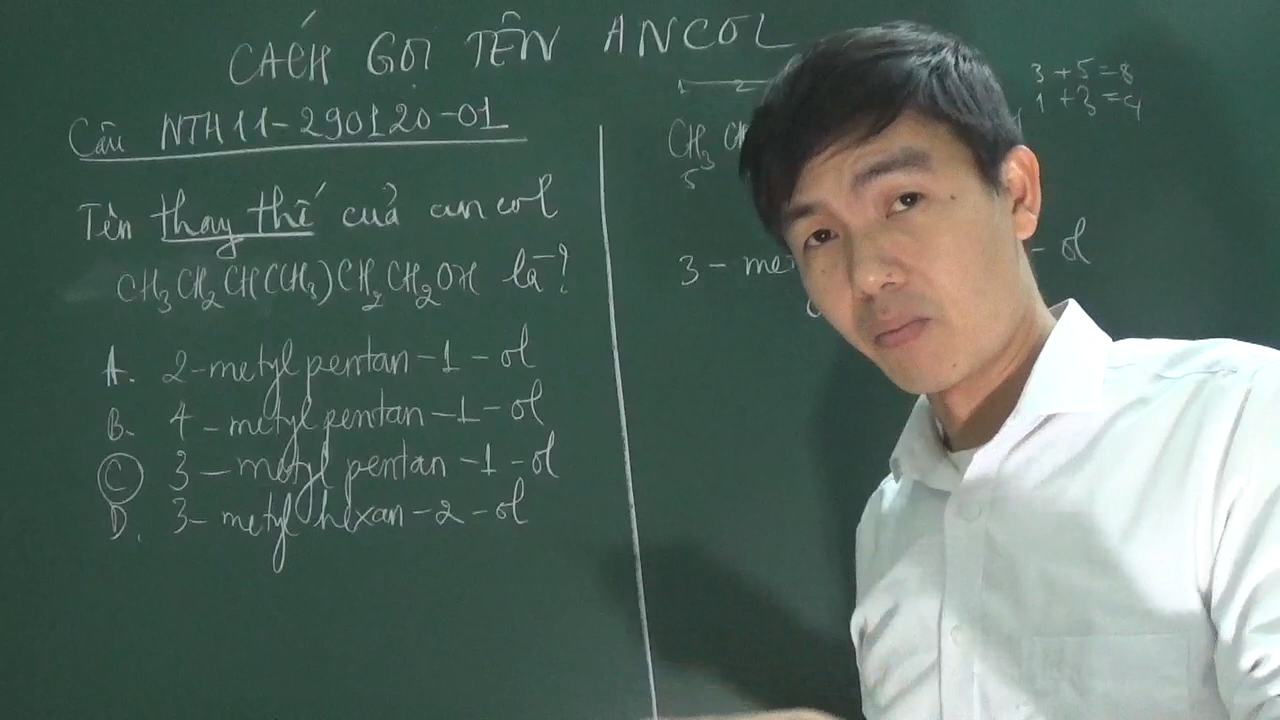 CÁCH GỌI TÊN ANCOL
Câu NTH11-290120-01
Tên thay thế của ancol
CH3CH2CH(CH3)CH2CH2OH là?
A. 2-metyl pentan-1-ol
B. 4-metyl pentan-1-ol
C 3-metyl pentan-1-ol
D. 3-metyl hexan-2-ol
1 2
3+5=8
1+3=4
CH3
5
3-me
-ol